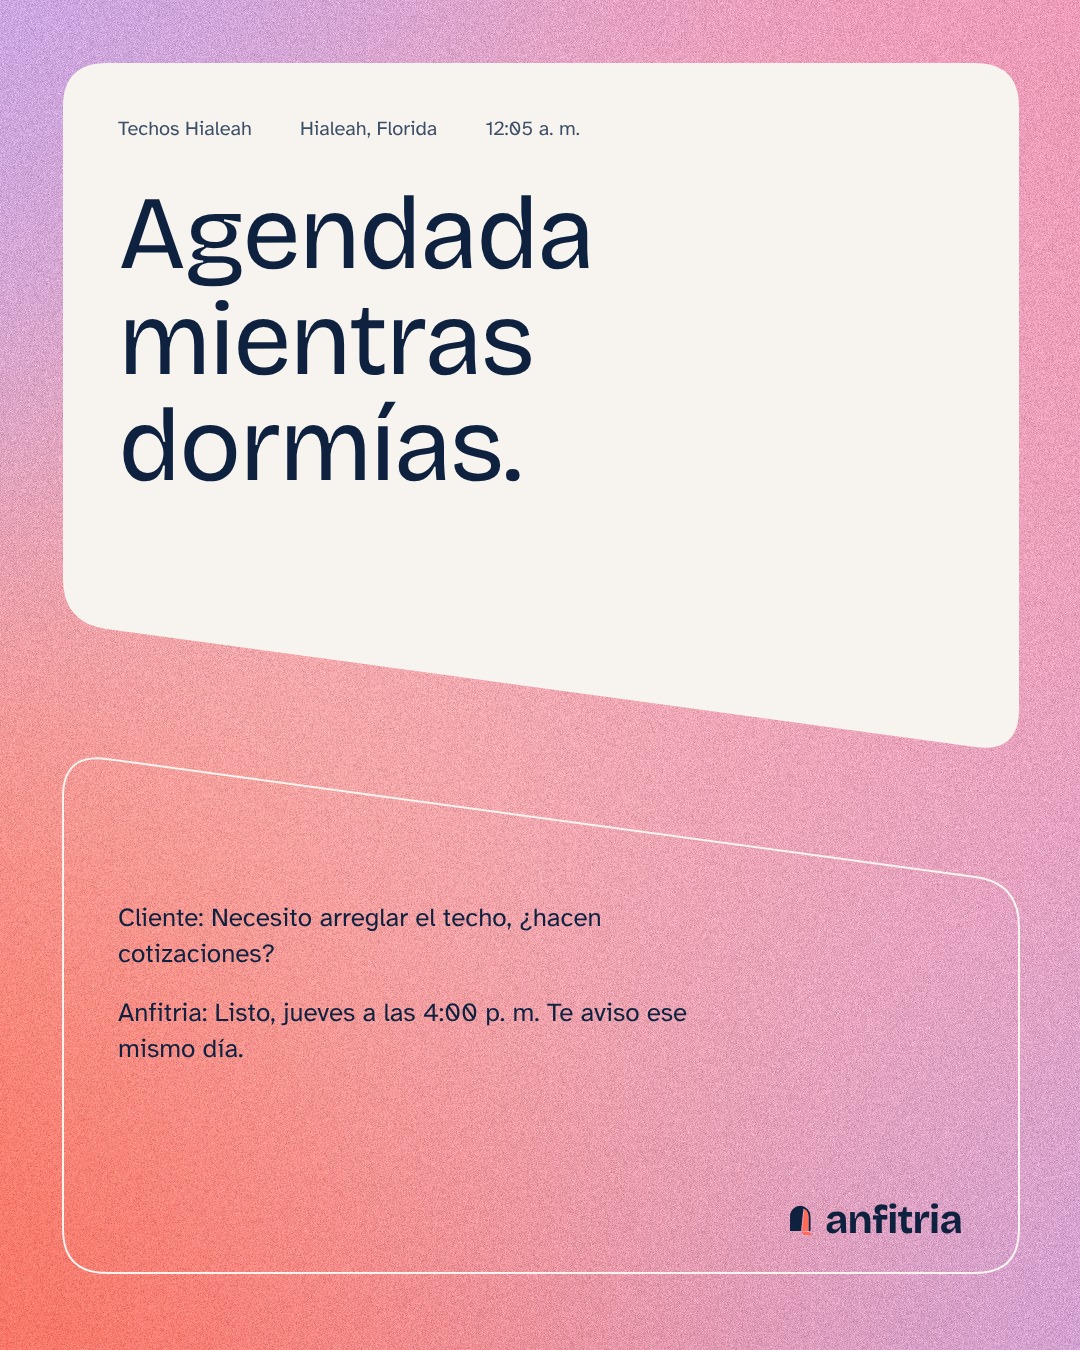 Techos Hialeah Hialeah, Florida 12:05 a. m.
Agendada
mientras
dormías.
Cliente: Necesito arreglar el techo, ¿hacen
cotizaciones?
Anfitria: Listo, jueves a las 4:00 p. m. Te aviso ese
mismo día.
anfitria